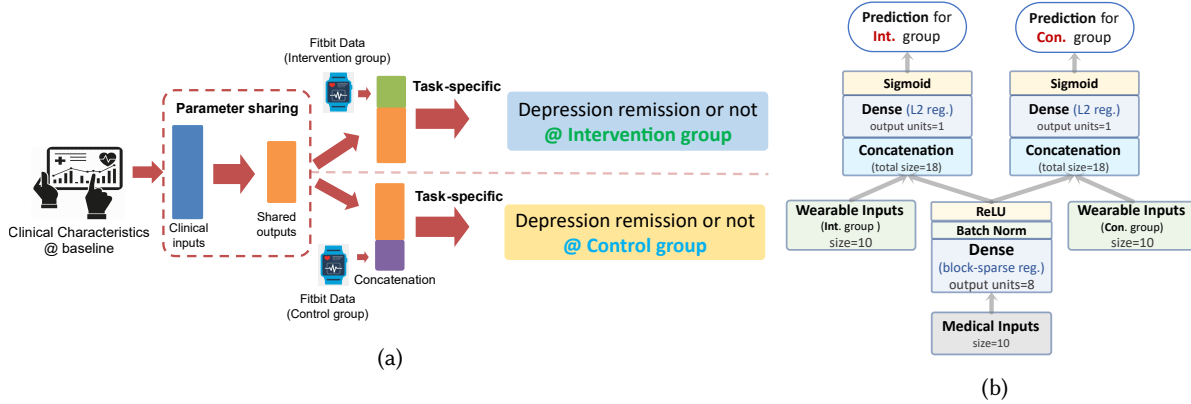 Fitbit Data
(Intervention group)
Task-specific
Parameter sharing
Depression remission or not
@ Intervention group
Clinical Characteristics
@ baseline
Clinical
inputs
Shared
outputs
Task-specific
Depression remission or not
@ Control group
Concatenation
Fitbit Data
(Control group)
(a)
Prediction for
Int. group
Prediction for
Con. group
Sigmoid
Dense (L2 reg.)
output units=1
Concatenation
(total size=18)
Sigmoid
Dense (L2 reg.)
output units=1
Concatenation
(total size=18)
Wearable Inputs
(Int. group )
size=10
ReLU
Batch Norm
Dense
(block-sparse reg.)
output units=8
Wearable Inputs
(Con. group)
size=10
Medical Inputs
size=10
(b)